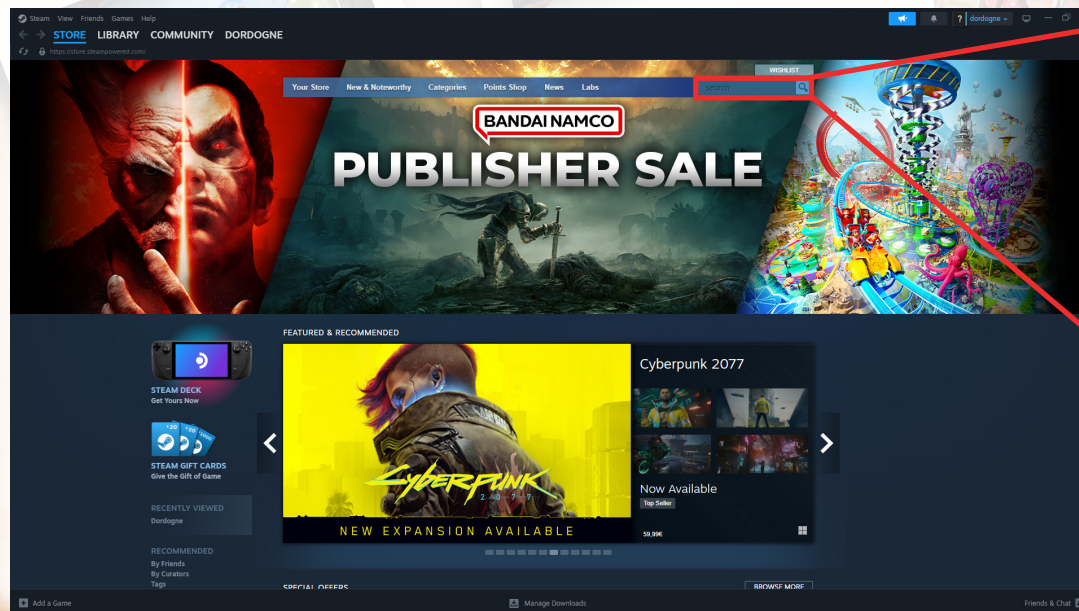 Steam View Friends Games Help
? dordogne
STORE LIBRARY COMMUNITY DORDOGNE
https://store.steampowered.com/
WISHLIST
Your Store New & Noteworthy Categories Points Shop News Labs search
BANDAI NAMCO
PUBLISHER SALE
FEATURED & RECOMMENDED
STEAM DECK
Get Yours Now
STEAM GIFT CARDS
Give the Gift of Game
RECENTLY VIEWED
Dordogne
RECOMMENDED
By Friends
By Curators
Tags
Cyberpunk
2077
NEW EXPANSION AVAILABLE
Cyberpunk 2077
Now Available
Top Seller
59,99€
SPECIAL OFFERS
BROWSE MORE
Add a Game
Manage Downloads
Friends & Chat